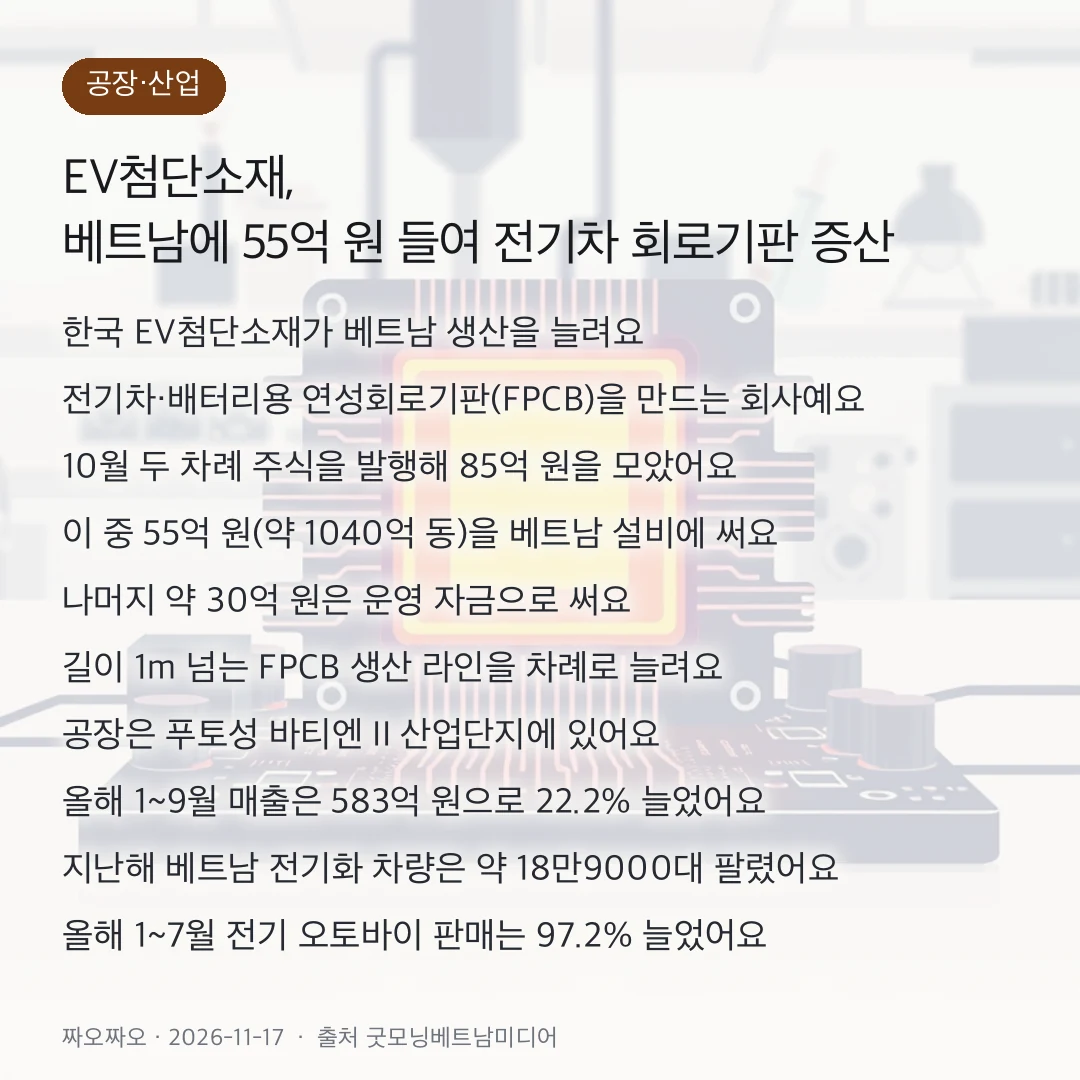 공장·산업
EV첨단소재,
베트남에 55억 원 들여 전기차 회로기판 증산
한국 EV첨단소재가 베트남 생산을 늘려요
전기차·배터리용 연성회로기판(FPCB)을 만드는 회사예요
10월 두 차례 주식을 발행해 85억 원을 모았어요
이 중 55억 원(약 1040억 동)을 베트남 설비에 써요
나머지 약 30억 원은 운영 자금으로 써요
길이 1m 넘는 FPCB 생산 라인을 차례로 늘려요
공장은 푸토성 바티엔 II 산업단지에 있어요
올해 1~9월 매출은 583억 원으로 22.2% 늘었어요
지난해 베트남 전기화 차량은 약 18만9000대 팔렸어요
올해 1~7월 전기 오토바이 판매는 97.2% 늘었어요
짜오짜오 · 2026-11-17 · 출처 굿모닝베트남미디어